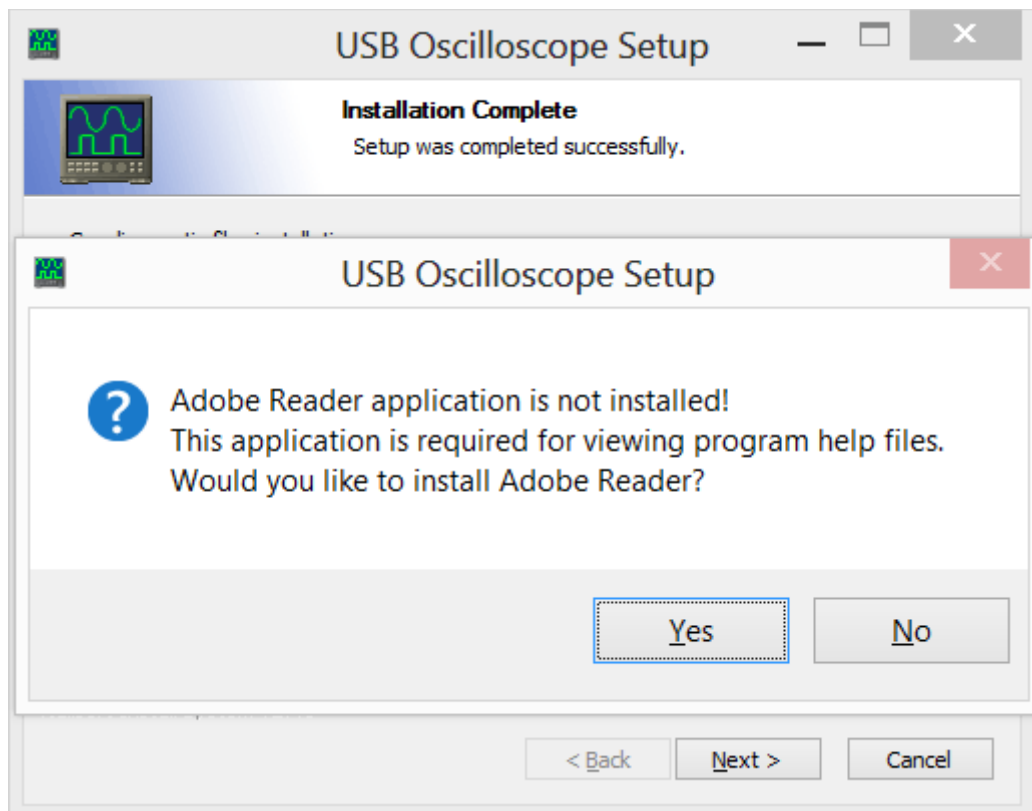 USB Oscilloscope Setup
Installation Complete
Setup was completed successfully.
USB Oscilloscope Setup
Adobe Reader application is not installed!
This application is required for viewing program help files.
Would you like to install Adobe Reader?
Yes
No
< Back
Next >
Cancel